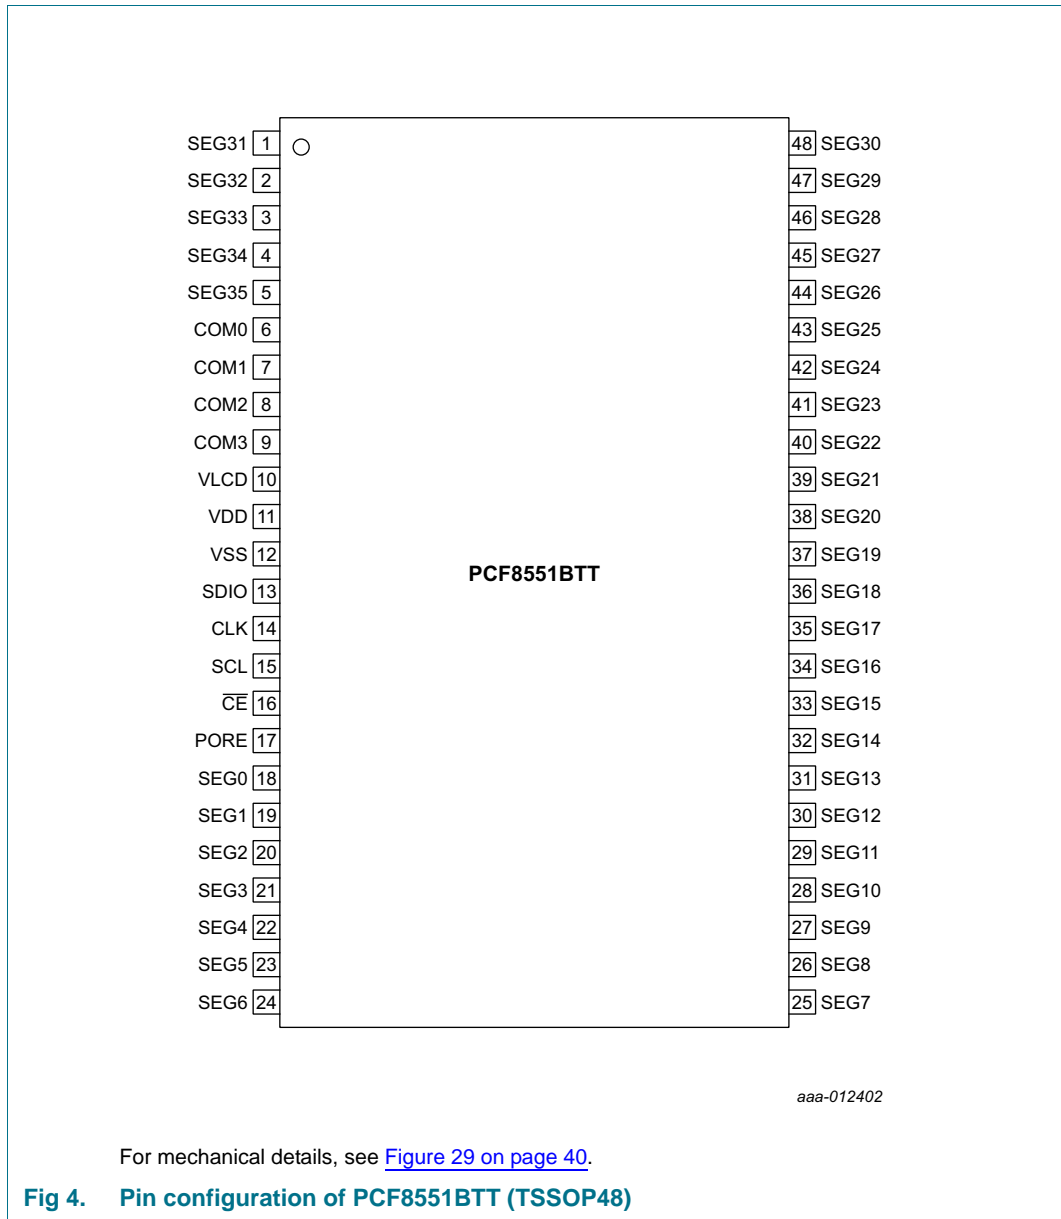 SEG31 1 48 SEG30
SEG32 2 47 SEG29
SEG33 3 46 SEG28
SEG34 4 45 SEG27
SEG35 5 44 SEG26
COM0 6 43 SEG25
COM1 7 42 SEG24
COM2 8 41 SEG23
COM3 9 40 SEG22
VLCD 10 39 SEG21
VDD 11 38 SEG20
VSS 12 37 SEG19
PCF8551BTT
SDIO 13 36 SEG18
CLK 14 35 SEG17
SCL 15 34 SEG16
C̅E̅ 16 33 SEG15
PORE 17 32 SEG14
SEG0 18 31 SEG13
SEG1 19 30 SEG12
SEG2 20 29 SEG11
SEG3 21 28 SEG10
SEG4 22 27 SEG9
SEG5 23 26 SEG8
SEG6 24 25 SEG7
aaa-012402
For mechanical details, see Figure 29 on page 40.
Fig 4. Pin configuration of PCF8551BTT (TSSOP48)